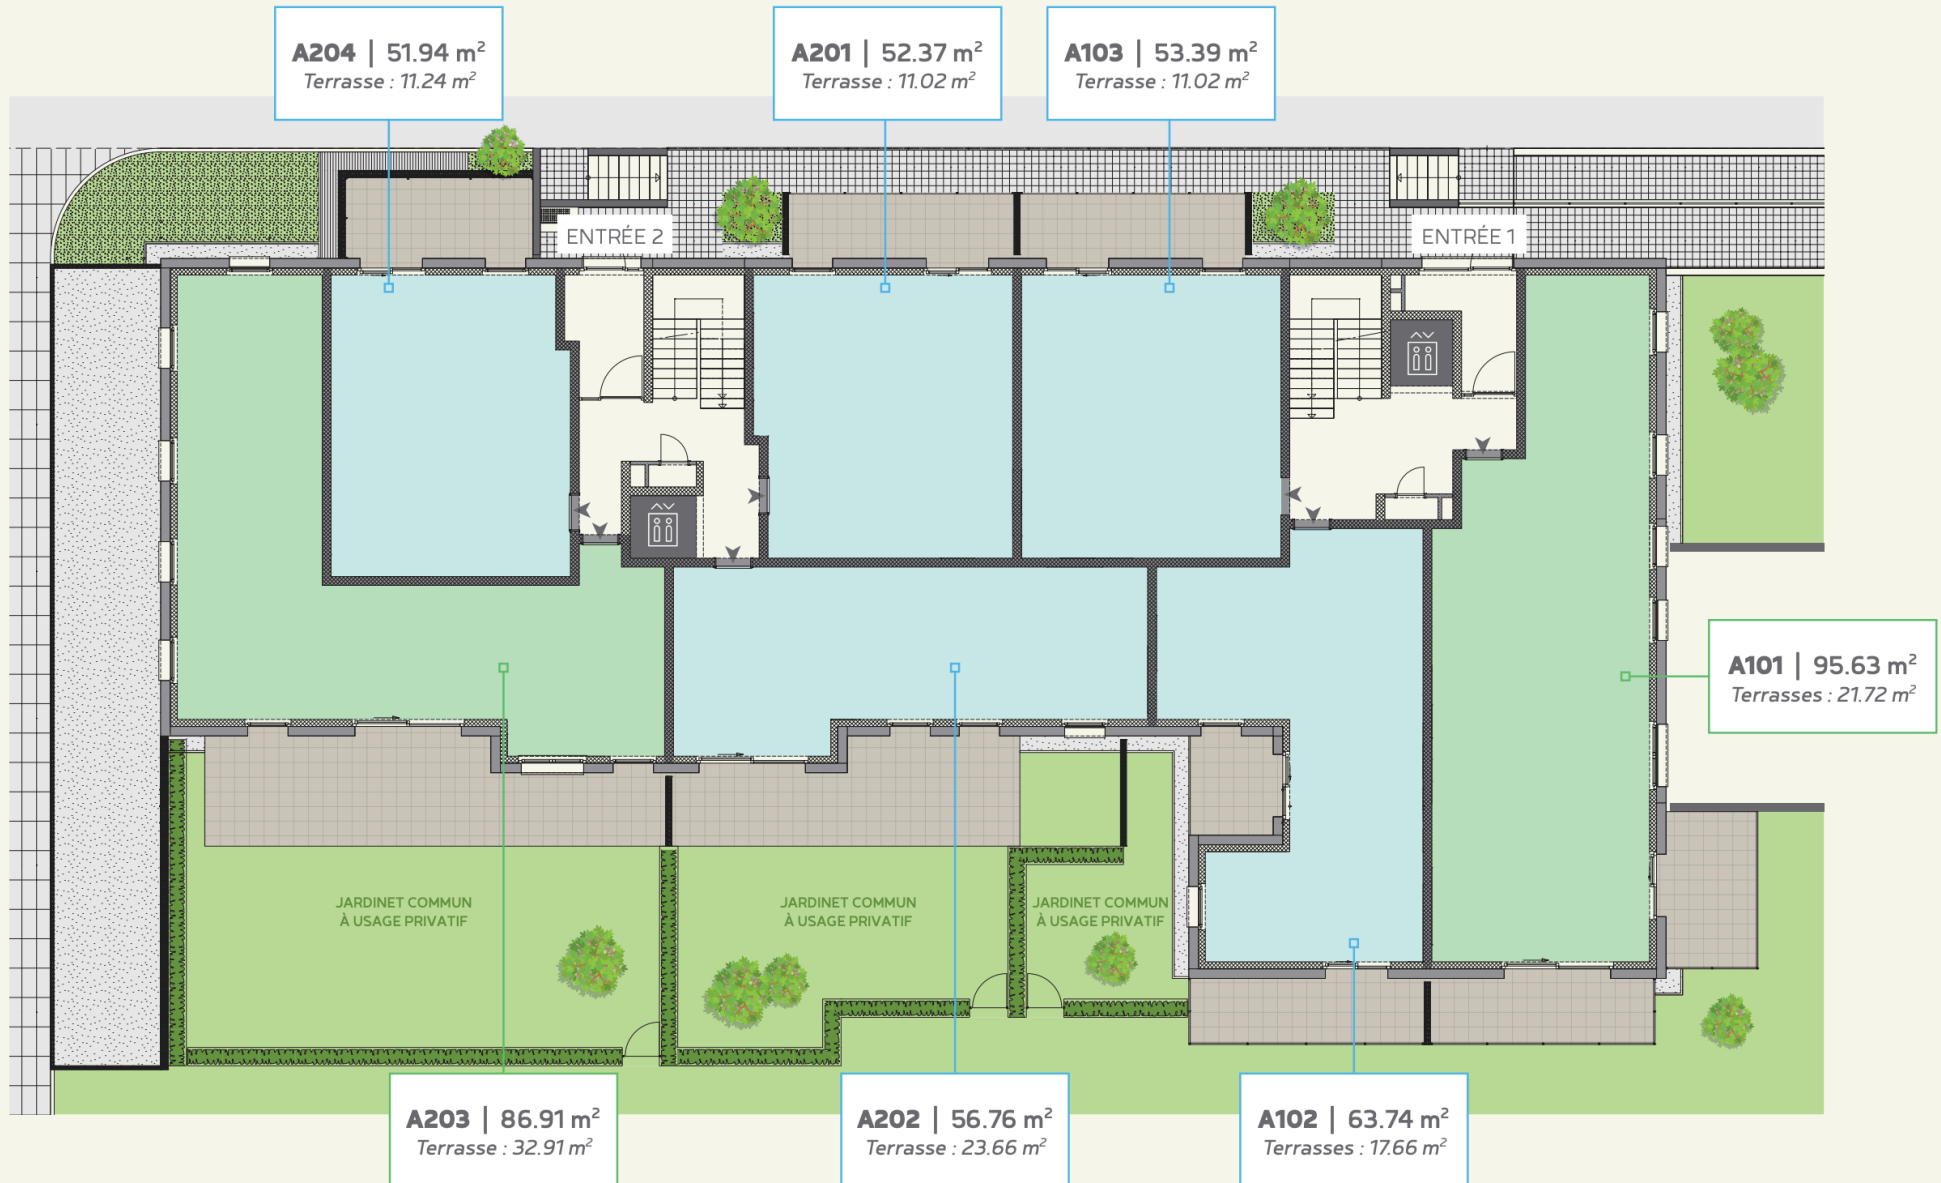 A204 | 51.94 m²
Terrasse : 11.24 m²
A201 | 52.37 m²
Terrasse : 11.02 m²
A103 | 53.39 m²
Terrasse : 11.02 m²
ENTRÉE 2
ENTRÉE 1
A101 | 95.63 m²
Terrasses : 21.72 m²
JARDINET COMMUN
À USAGE PRIVATIF
JARDINET COMMUN
À USAGE PRIVATIF
JARDINET COMMUN
À USAGE PRIVATIF
A203 | 86.91 m²
Terrasse : 32.91 m²
A202 | 56.76 m²
Terrasse : 23.66 m²
A102 | 63.74 m²
Terrasses : 17.66 m²